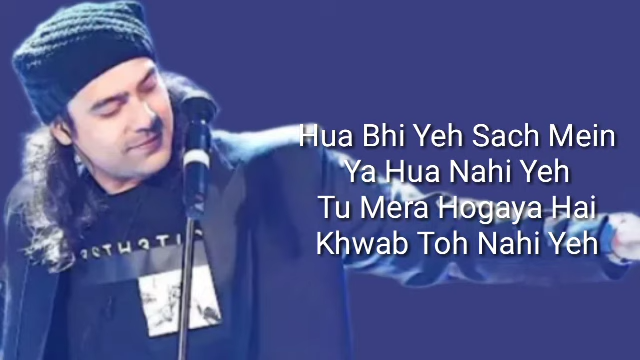 Hua Bhi Yeh Sach Mein
Ya Hua Nahi Yeh
Tu Mera Hogaya Hai
Khwab Toh Nahi Yeh